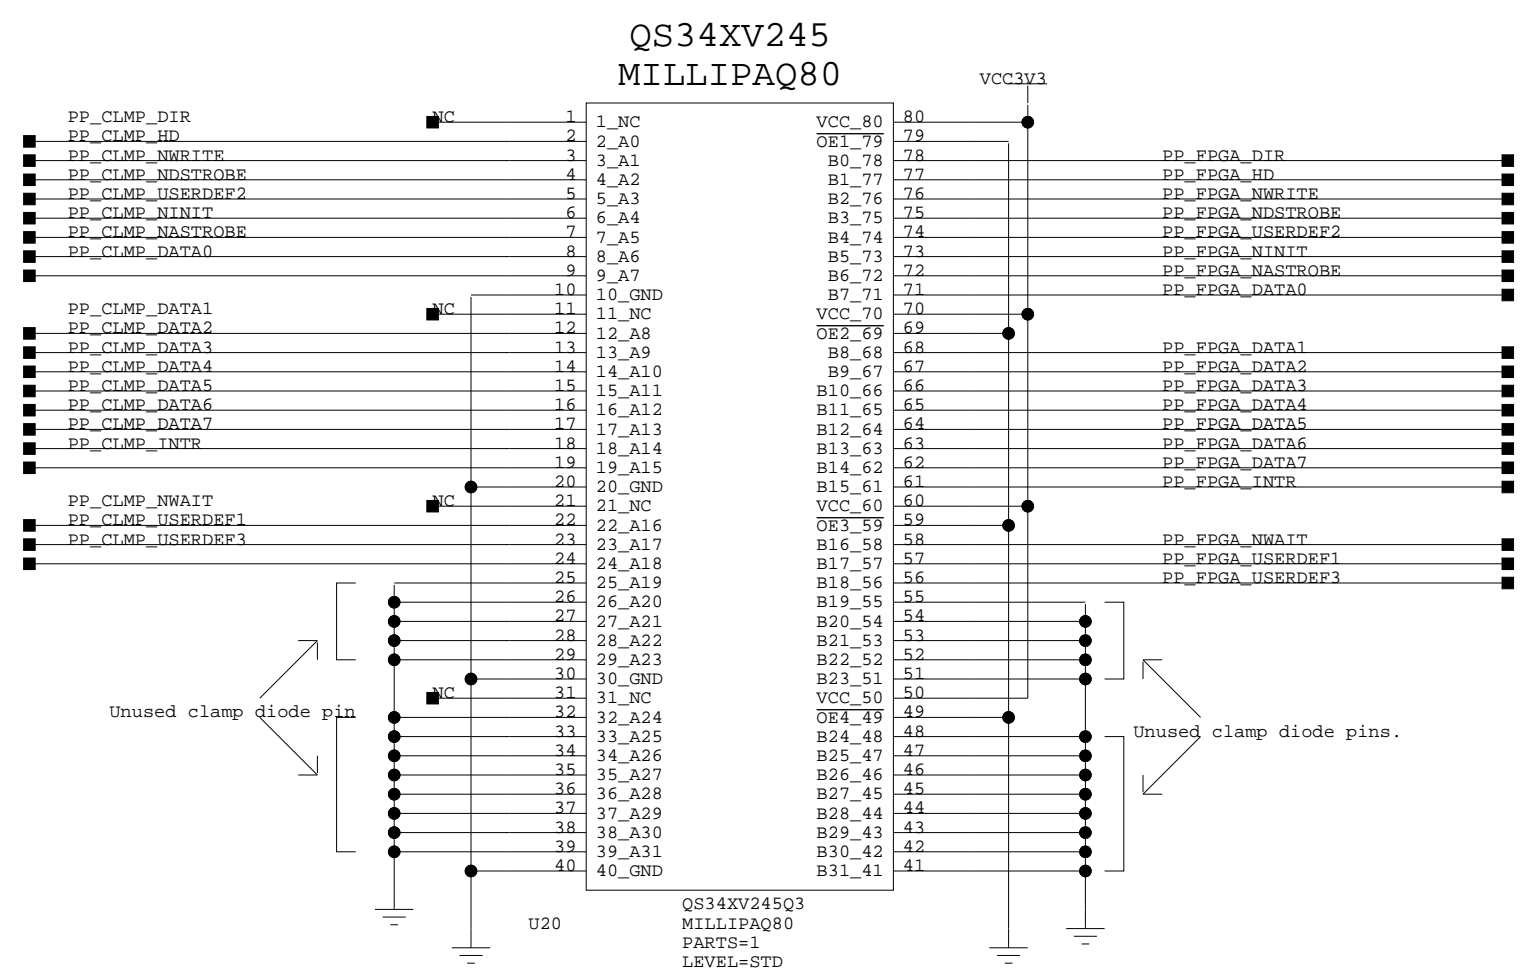 QS34XV245
MILLIPAQ80
VCC3V3
PP_CLMP_DIR NC 1 1_NC VCC_80 80
PP_CLMP_HD 2 2_A0 OE1_79 79
PP_CLMP_NWRITE 3 3_A1 B0_78 78 PP_FPGA_DIR
PP_CLMP_NDSTROBE 4 4_A2 B1_77 77 PP_FPGA_HD
PP_CLMP_USERDEF2 5 5_A3 B2_76 76 PP_FPGA_NWRITE
PP_CLMP_NINIT 6 6_A4 B3_75 75 PP_FPGA_NDSTROBE
PP_CLMP_NASTROBE 7 7_A5 B4_74 74 PP_FPGA_USERDEF2
PP_CLMP_DATA0 8 8_A6 B5_73 73 PP_FPGA_NINIT
9 9_A7 B6_72 72 PP_FPGA_NASTROBE
10 10_GND B7_71 71 PP_FPGA_DATA0
PP_CLMP_DATA1 NC 11 11_NC VCC_70 70
PP_CLMP_DATA2 12 12_A8 OE2_69 69
PP_CLMP_DATA3 13 13_A9 B8_68 68 PP_FPGA_DATA1
PP_CLMP_DATA4 14 14_A10 B9_67 67 PP_FPGA_DATA2
PP_CLMP_DATA5 15 15_A11 B10_66 66 PP_FPGA_DATA3
PP_CLMP_DATA6 16 16_A12 B11_65 65 PP_FPGA_DATA4
PP_CLMP_DATA7 17 17_A13 B12_64 64 PP_FPGA_DATA5
PP_CLMP_INTR 18 18_A14 B13_63 63 PP_FPGA_DATA6
19 19_A15 B14_62 62 PP_FPGA_DATA7
20 20_GND B15_61 61 PP_FPGA_INTR
PP_CLMP_NWAIT NC 21 21_NC VCC_60 60
PP_CLMP_USERDEF1 22 22_A16 OE3_59 59
PP_CLMP_USERDEF3 23 23_A17 B16_58 58 PP_FPGA_NWAIT
24 24_A18 B17_57 57 PP_FPGA_USERDEF1
25 25_A19 B18_56 56 PP_FPGA_USERDEF3
26 26_A20 B19_55 55
27 27_A21 B20_54 54
28 28_A22 B21_53 53
29 29_A23 B22_52 52
30 30_GND B23_51 51
NC 31 31_NC VCC_50 50
Unused clamp diode pin 32 32_A24 OE4_49 49
33 33_A25 B24_48 48 Unused clamp diode pins.
34 34_A26 B25_47 47
35 35_A27 B26_46 46
36 36_A28 B27_45 45
37 37_A29 B28_44 44
38 38_A30 B29_43 43
39 39_A31 B30_42 42
40 40_GND B31_41 41
QS34XV245Q3
U20 MILLIPAQ80
PARTS=1
LEVEL=STD